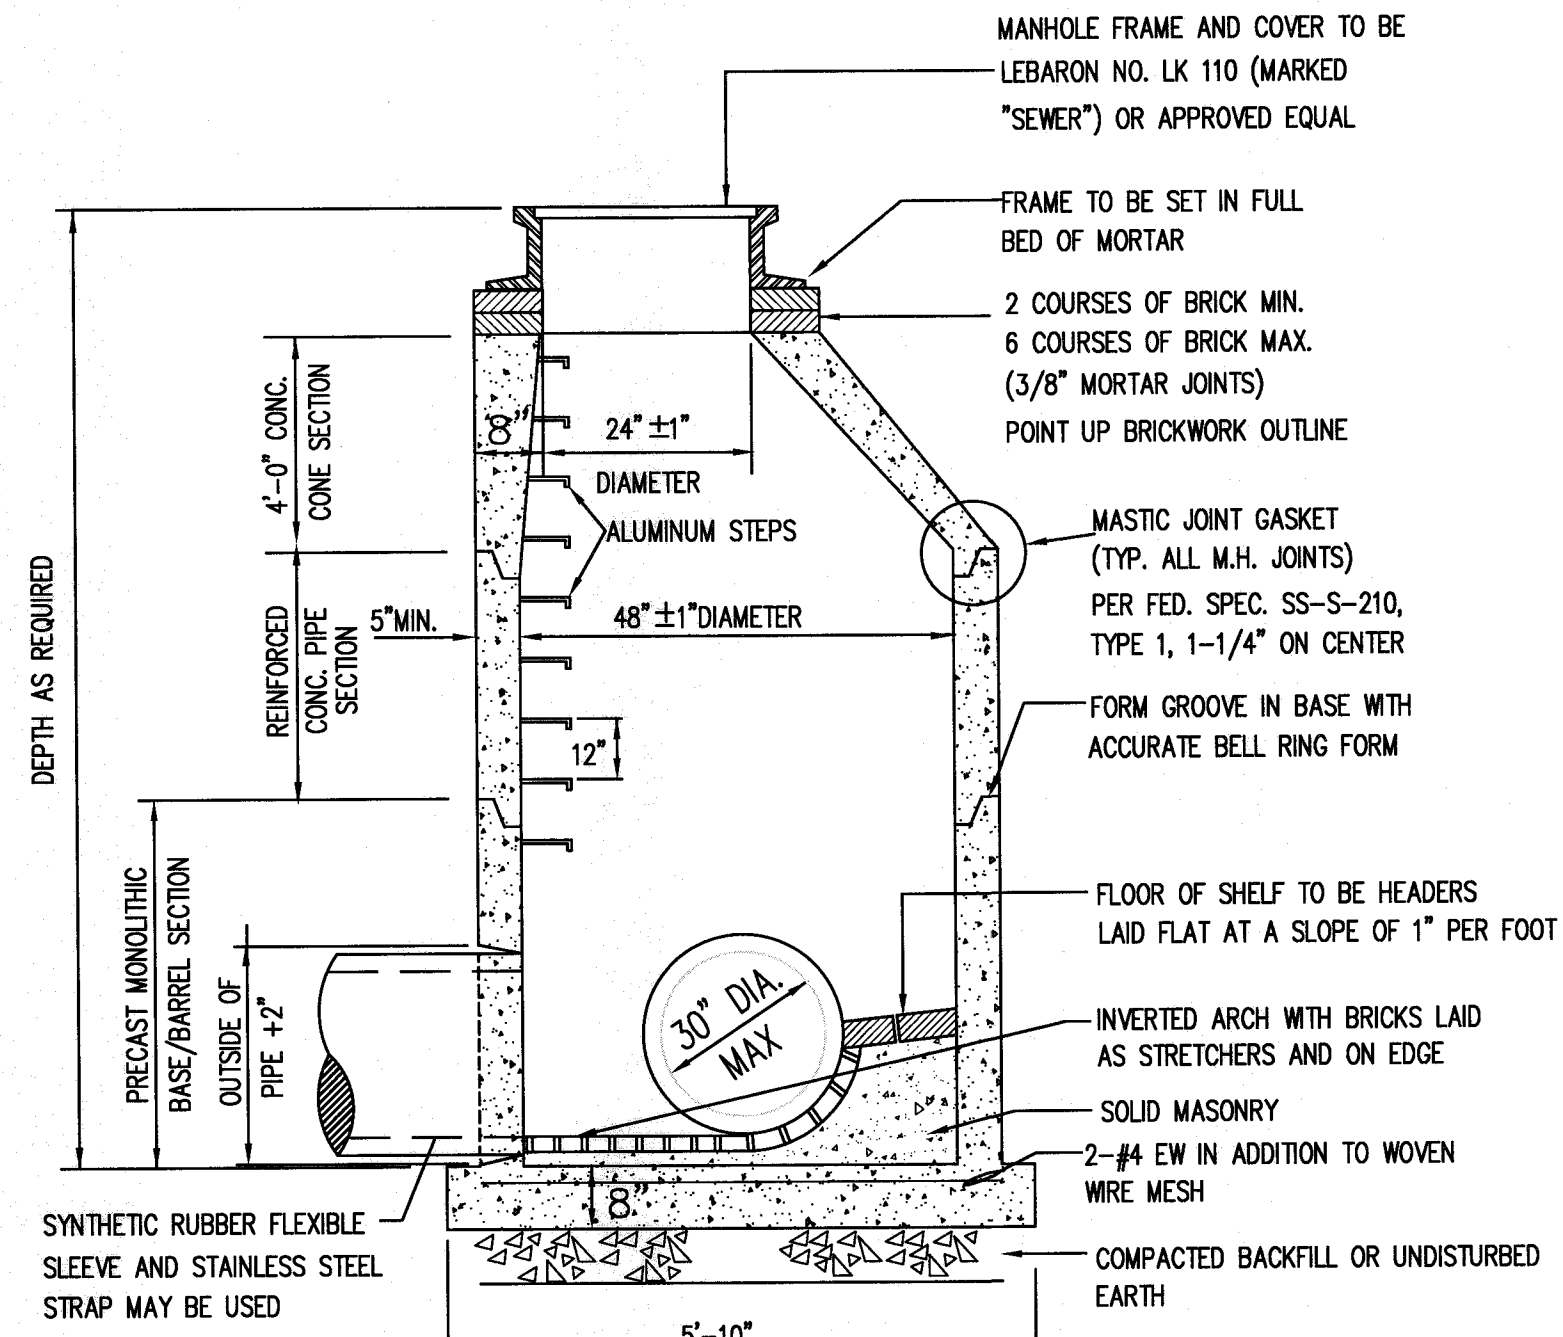 MANHOLE FRAME AND COVER TO BE
LEBARON NO. LK 110 (MARKED
"SEWER") OR APPROVED EQUAL
FRAME TO BE SET IN FULL
BED OF MORTAR
2 COURSES OF BRICK MIN.
6 COURSES OF BRICK MAX.
(3/8" MORTAR JOINTS)
POINT UP BRICKWORK OUTLINE
4'-0" CONC.
CONE SECTION
8"
24" ±1"
DIAMETER
ALUMINUM STEPS
MASTIC JOINT GASKET
(TYP. ALL M.H. JOINTS)
PER FED. SPEC. SS-S-210,
TYPE 1, 1-1/4" ON CENTER
DEPTH AS REQUIRED
REINFORCED
CONC. PIPE
SECTION
5"MIN.
48" ±1"DIAMETER
12"
FORM GROOVE IN BASE WITH
ACCURATE BELL RING FORM
PRECAST MONOLITHIC
BASE/BARREL SECTION
OUTSIDE OF
PIPE +2"
30" DIA.
MAX
FLOOR OF SHELF TO BE HEADERS
LAID FLAT AT A SLOPE OF 1" PER FOOT
INVERTED ARCH WITH BRICKS LAID
AS STRETCHERS AND ON EDGE
SOLID MASONRY
2-#4 EW IN ADDITION TO WOVEN
WIRE MESH
8"
SYNTHETIC RUBBER FLEXIBLE
SLEEVE AND STAINLESS STEEL
STRAP MAY BE USED
COMPACTED BACKFILL OR UNDISTURBED
EARTH
5'-10"